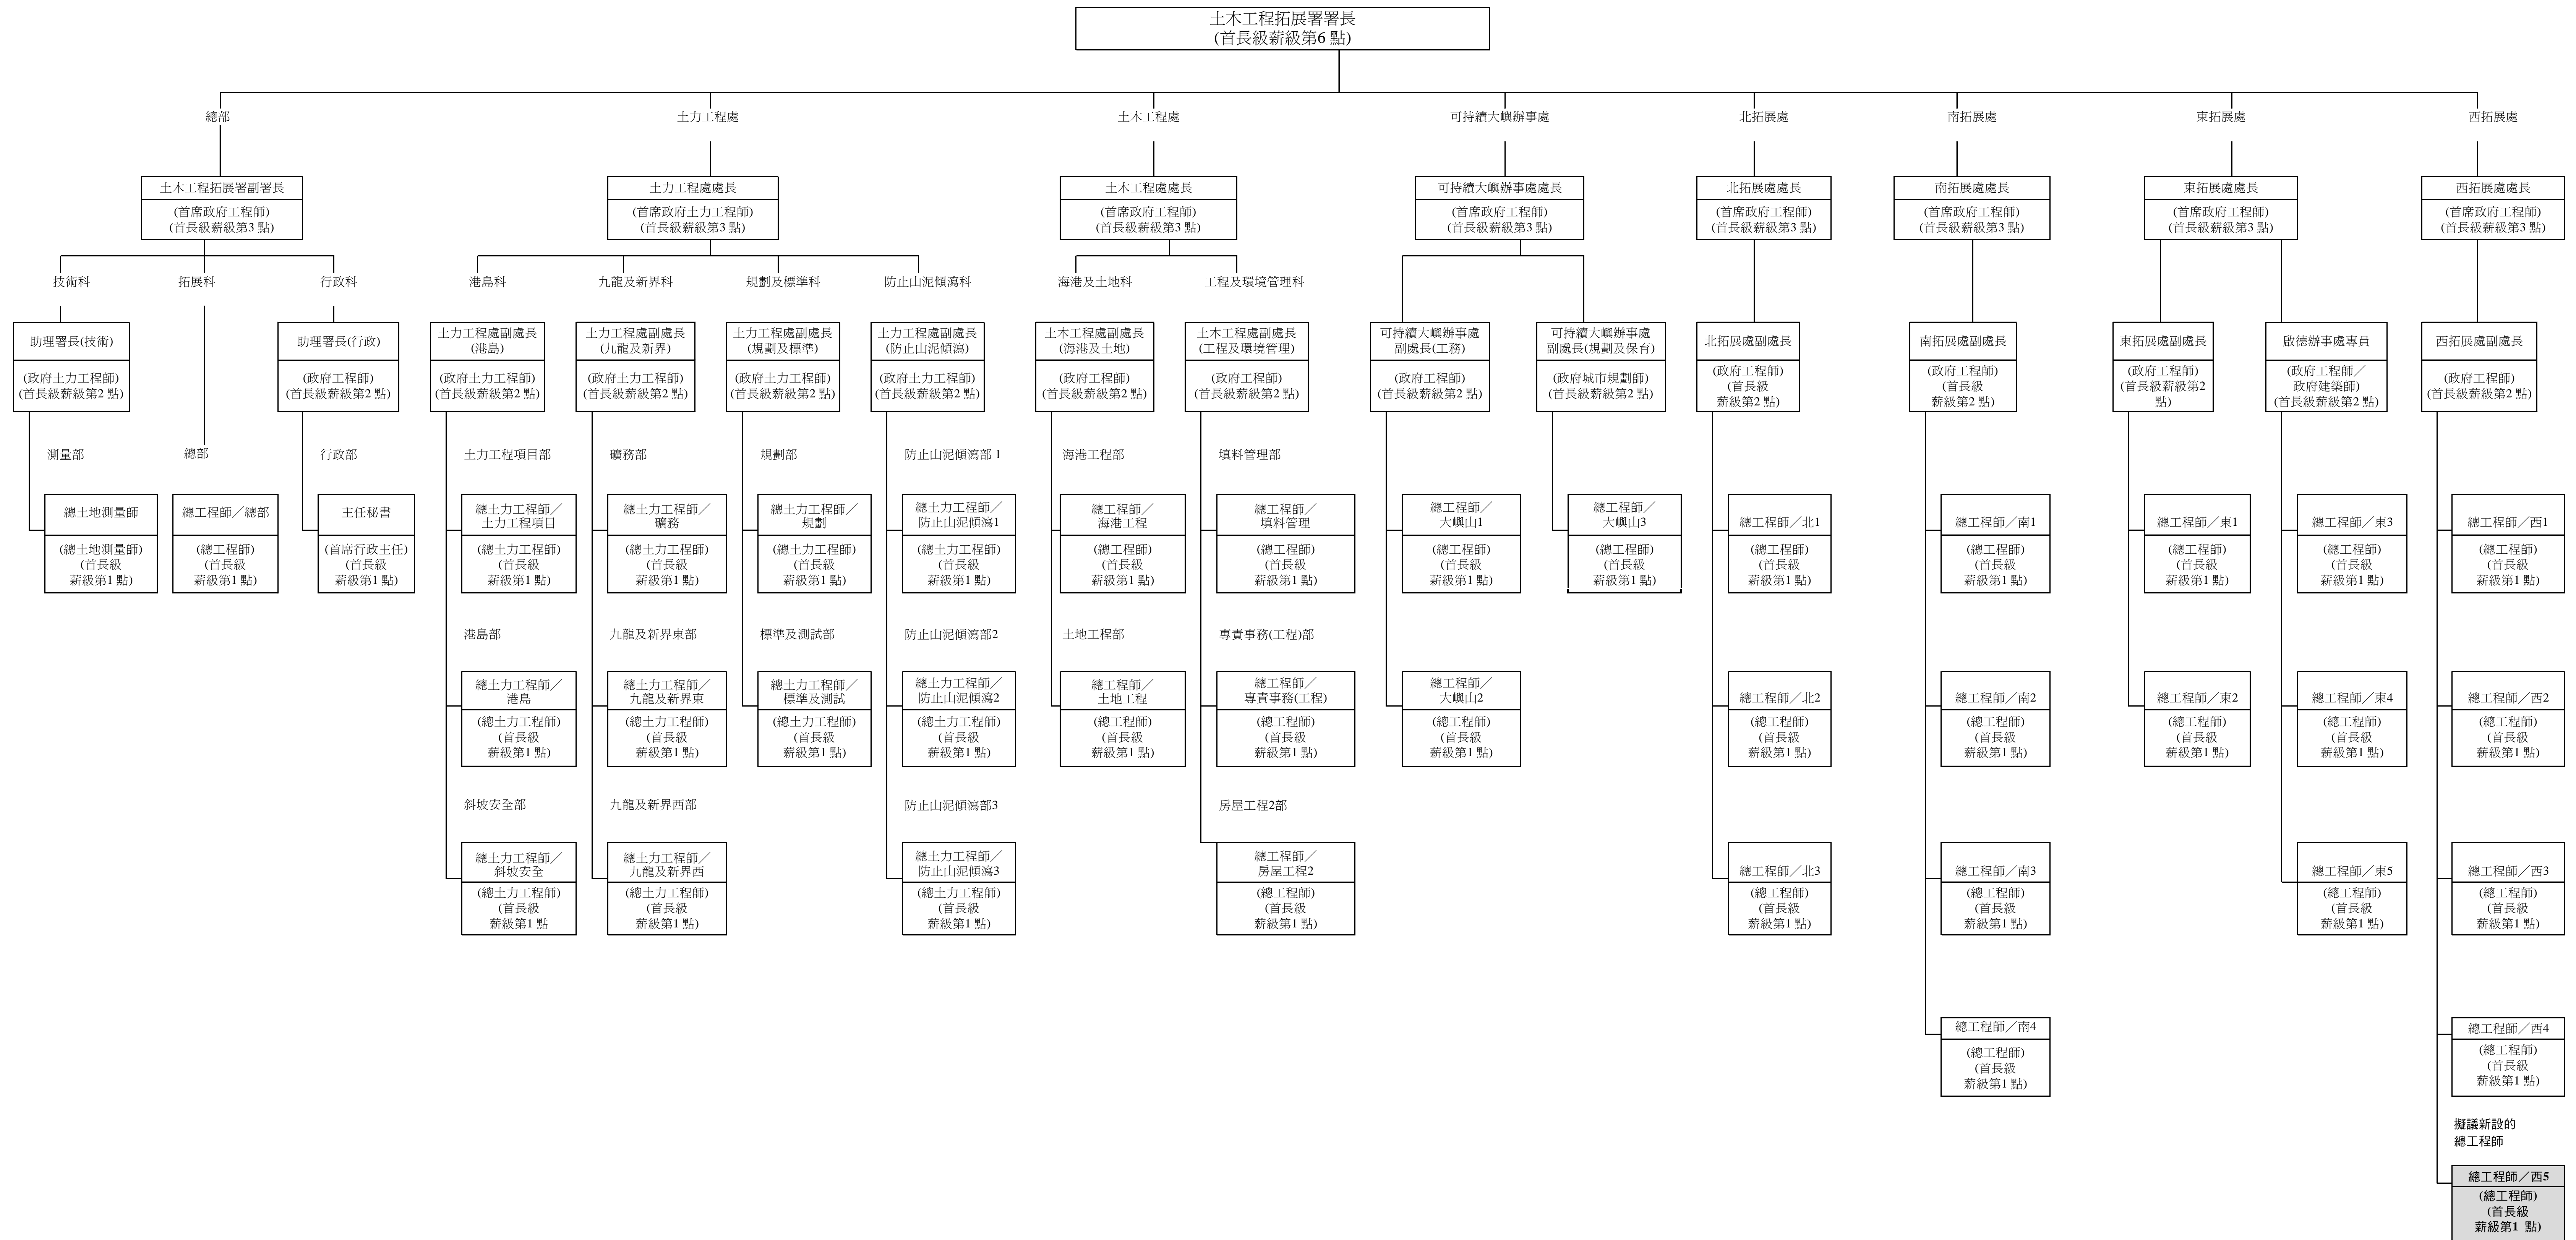 土木工程拓展署署長
(首長級薪級第6 點)
總部
土力工程處
土木工程處
可持續大嶼辦事處
北拓展處
南拓展處
東拓展處
西拓展處
土木工程拓展署副署長
(首席政府工程師)
(首長級薪級第3 點)
土力工程處處長
(首席政府土力工程師)
(首長級薪級第3 點)
土木工程處處長
(首席政府工程師)
(首長級薪級第3 點)
可持續大嶼辦事處處長
(首席政府工程師)
(首長級薪級第3 點)
北拓展處處長
(首席政府工程師)
(首長級薪級第3 點)
南拓展處處長
(首席政府工程師)
(首長級薪級第3 點)
東拓展處處長
(首席政府工程師)
(首長級薪級第3 點)
西拓展處處長
(首席政府工程師)
(首長級薪級第3 點)
技術科
拓展科
行政科
港島科
九龍及新界科
規劃及標準科
防止山泥傾瀉科
海港及土地科
工程及環境管理科
助理署長(技術)
(政府土力工程師)
(首長級薪級第2 點)
助理署長(行政)
(政府工程師)
(首長級薪級第2 點)
土力工程處副處長
(港島)
(政府土力工程師)
(首長級薪級第2 點)
土力工程處副處長
(九龍及新界)
(政府土力工程師)
(首長級薪級第2 點)
土力工程處副處長
(規劃及標準)
(政府土力工程師)
(首長級薪級第2 點)
土力工程處副處長
(防止山泥傾瀉)
(政府土力工程師)
(首長級薪級第2 點)
土木工程處副處長
(海港及土地)
(政府工程師)
(首長級薪級第2 點)
土木工程處副處長
(工程及環境管理)
(政府工程師)
(首長級薪級第2 點)
可持續大嶼辦事處
副處長(工務)
(政府工程師)
(首長級薪級第2 點)
可持續大嶼辦事處
副處長(規劃及保育)
(政府城市規劃師)
(首長級薪級第2 點)
北拓展處副處長
(政府工程師)
(首長級
薪級第2 點)
南拓展處副處長
(政府工程師)
(首長級
薪級第2 點)
東拓展處副處長
(政府工程師)
(首長級薪級第2
點)
啟德辦事處專員
(政府工程師／
政府建築師)
(首長級薪級第2 點)
西拓展處副處長
(政府工程師)
(首長級薪級第2 點)
測量部
總部
行政部
土力工程項目部
礦務部
規劃部
防止山泥傾瀉部 1
海港工程部
填料管理部
總土地測量師
(總土地測量師)
(首長級
薪級第1 點)
總工程師／總部
(總工程師)
(首長級
薪級第1 點)
主任秘書
(首席行政主任)
(首長級
薪級第1 點)
總土力工程師／
土力工程項目
(總土力工程師)
(首長級
薪級第1 點)
總土力工程師／
礦務
(總土力工程師)
(首長級
薪級第1 點)
總土力工程師／
規劃
(總土力工程師)
(首長級
薪級第1 點)
總土力工程師／
防止山泥傾瀉1
(總土力工程師)
(首長級
薪級第1 點)
總工程師／
海港工程
(總工程師)
(首長級
薪級第1 點)
總工程師／
填料管理
(總工程師)
(首長級
薪級第1 點)
總工程師／
大嶼山1
(總工程師)
(首長級
薪級第1 點)
總工程師／
大嶼山3
(總工程師)
(首長級
薪級第1 點)
總工程師／北1
(總工程師)
(首長級
薪級第1 點)
總工程師／南1
(總工程師)
(首長級
薪級第1 點)
總工程師／東1
(總工程師)
(首長級
薪級第1 點)
總工程師／東3
(總工程師)
(首長級
薪級第1 點)
總工程師／西1
(總工程師)
(首長級
薪級第1 點)
港島部
九龍及新界東部
標準及測試部
防止山泥傾瀉部2
土地工程部
專責事務(工程)部
總土力工程師／
港島
(總土力工程師)
(首長級
薪級第1 點)
總土力工程師／
九龍及新界東
(總土力工程師)
(首長級
薪級第1 點)
總土力工程師／
標準及測試
(總土力工程師)
(首長級
薪級第1 點)
總土力工程師／
防止山泥傾瀉2
(總土力工程師)
(首長級
薪級第1 點)
總工程師／
土地工程
(總工程師)
(首長級
薪級第1 點)
總工程師／
專責事務(工程)
(總工程師)
(首長級
薪級第1 點)
總工程師／
大嶼山2
(總工程師)
(首長級
薪級第1 點)
總工程師／北2
(總工程師)
(首長級
薪級第1 點)
總工程師／南2
(總工程師)
(首長級
薪級第1 點)
總工程師／東2
(總工程師)
(首長級
薪級第1 點)
總工程師／東4
(總工程師)
(首長級
薪級第1 點)
總工程師／西2
(總工程師)
(首長級
薪級第1 點)
斜坡安全部
九龍及新界西部
防止山泥傾瀉部3
房屋工程2部
總土力工程師／
斜坡安全
(總土力工程師)
(首長級
薪級第1 點
總土力工程師／
九龍及新界西
(總土力工程師)
(首長級
薪級第1 點)
總土力工程師／
防止山泥傾瀉3
(總土力工程師)
(首長級
薪級第1 點)
總工程師／
房屋工程2
(總工程師)
(首長級
薪級第1 點)
總工程師／北3
(總工程師)
(首長級
薪級第1 點)
總工程師／南3
(總工程師)
(首長級
薪級第1 點)
總工程師／東5
(總工程師)
(首長級
薪級第1 點)
總工程師／西3
(總工程師)
(首長級
薪級第1 點)
總工程師／南4
(總工程師)
(首長級
薪級第1 點)
總工程師／西4
(總工程師)
(首長級
薪級第1 點)
擬議新設的
總工程師
總工程師／西5
(總工程師)
(首長級
薪級第1 點)